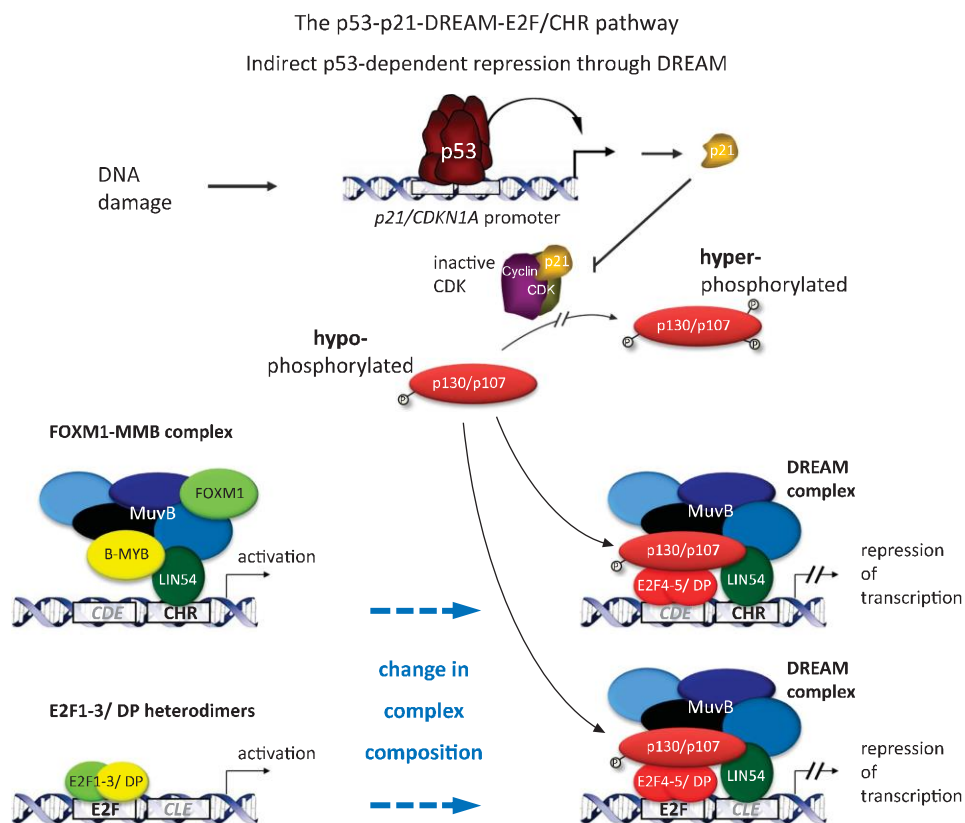 The p53-p21-DREAM-E2F/CHR pathway
Indirect p53-dependent repression through DREAM
p53
p21
DNA
damage
p21/CDKN1A promoter
inactive
CDK
Cyclin
p21
CDK
hyper-
phosphorylated
p130/p107
P
P
P
hypo-
phosphorylated
p130/p107
P
FOXM1-MMB complex
FOXM1
MuvB
B-MYB
LIN54
activation
CDE
CHR
DREAM
complex
MuvB
p130/p107
P
E2F4-5/ DP
LIN54
CDE
CHR
repression
of
transcription
change in
complex
composition
E2F1-3/ DP heterodimers
activation
E2F1-3/ DP
E2F
CLE
DREAM
complex
MuvB
p130/p107
P
E2F4-5/ DP
LIN54
E2F
CLE
repression
of
transcription